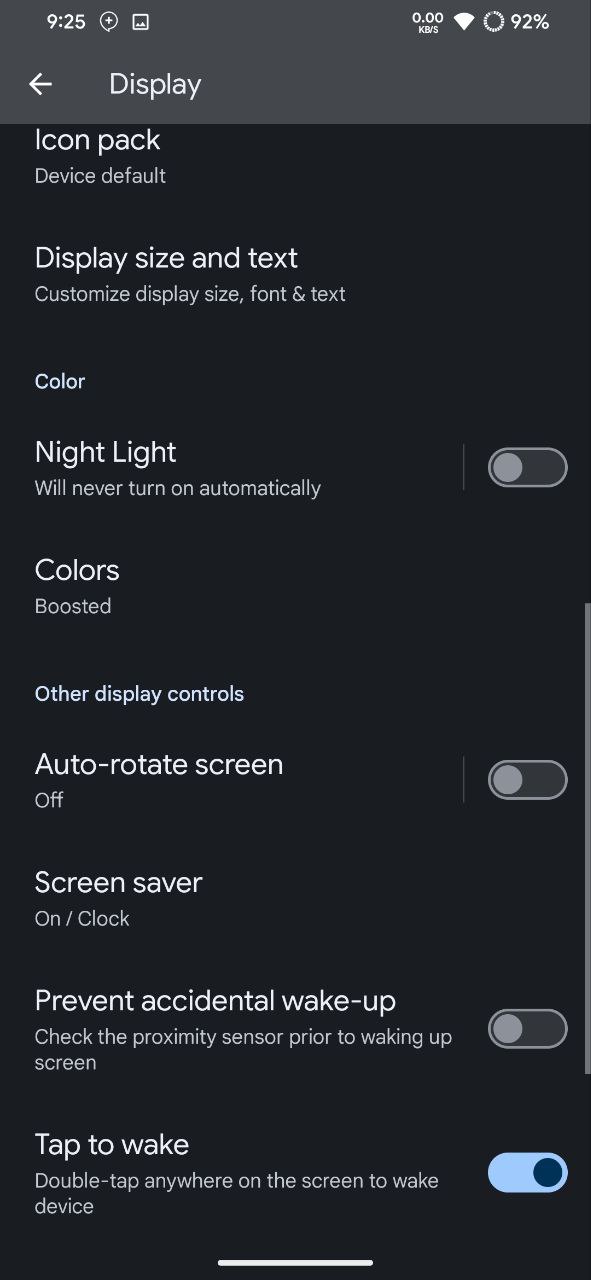 9:25
0.00
KB/S
92%
Display
Icon pack
Device default
Display size and text
Customize display size, font & text
Color
Night Light
Will never turn on automatically
Colors
Boosted
Other display controls
Auto-rotate screen
Off
Screen saver
On / Clock
Prevent accidental wake-up
Check the proximity sensor prior to waking up
screen
Tap to wake
Double-tap anywhere on the screen to wake
device